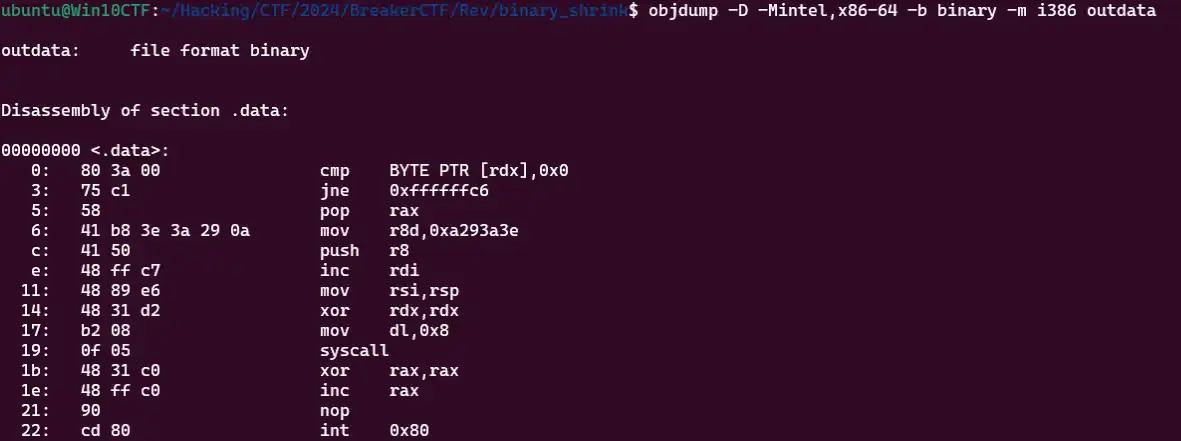 ubuntu@Win10CTF:~/Hacking/CTF/2024/BreakerCTF/Rev/binary_shrink$ objdump -D -Mintel,x86-64 -b binary -m i386 outdata
outdata:     file format binary
Disassembly of section .data:
00000000 <.data>:
   0:   80 3a 00                cmp    BYTE PTR [rdx],0x0
   3:   75 c1                   jne    0xffffffc6
   5:   58                      pop    rax
   6:   41 b8 3e 3a 29 0a       mov    r8d,0xa293a3e
   c:   41 50                   push   r8
   e:   48 ff c7                inc    rdi
  11:   48 89 e6                mov    rsi,rsp
  14:   48 31 d2                xor    rdx,rdx
  17:   b2 08                   mov    dl,0x8
  19:   0f 05                   syscall
  1b:   48 31 c0                xor    rax,rax
  1e:   48 ff c0                inc    rax
  21:   90                      nop
  22:   cd 80                   int    0x80